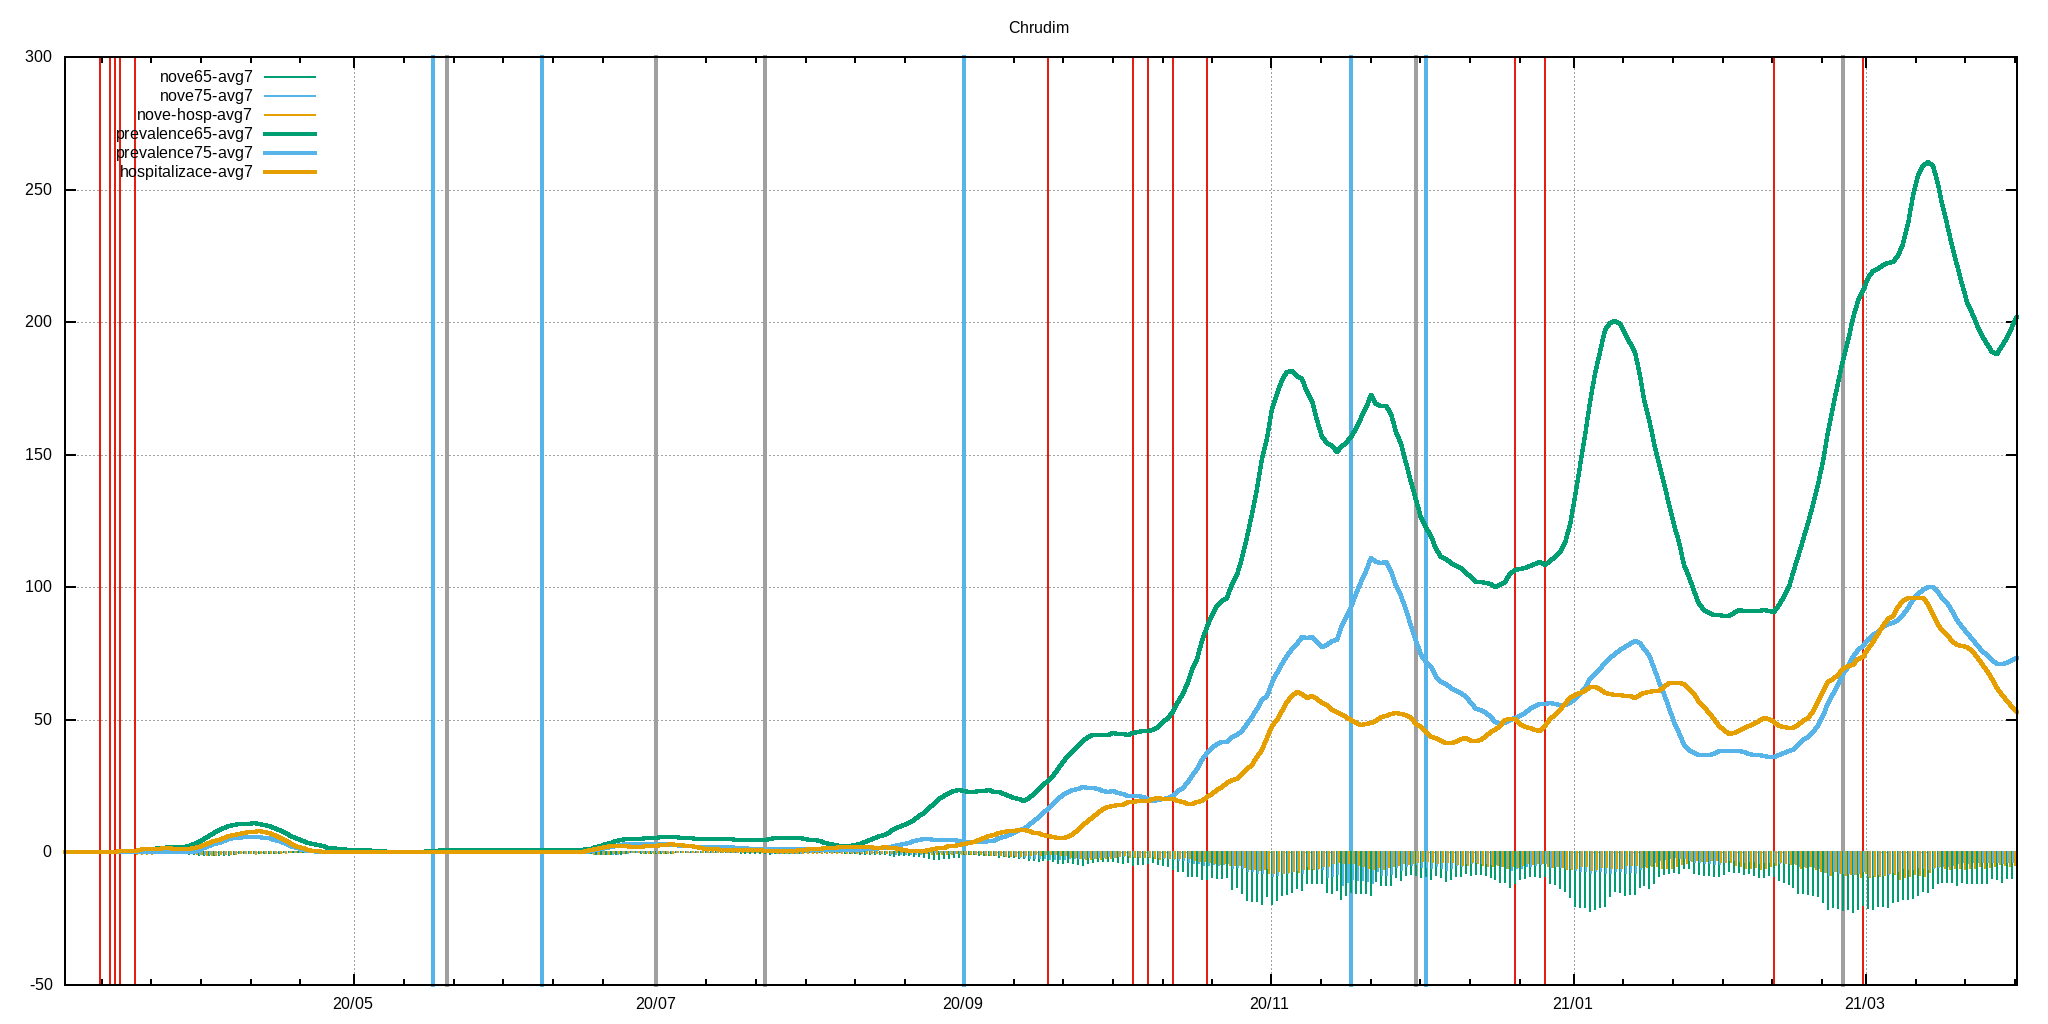 Chrudim
300
250
200
150
100
50
0
-50
nove65-avg7
nove75-avg7
nove-hosp-avg7
prevalence65-avg7
prevalence75-avg7
hospitalizace-avg7
20/05 20/07 20/09 20/11 21/01 21/03